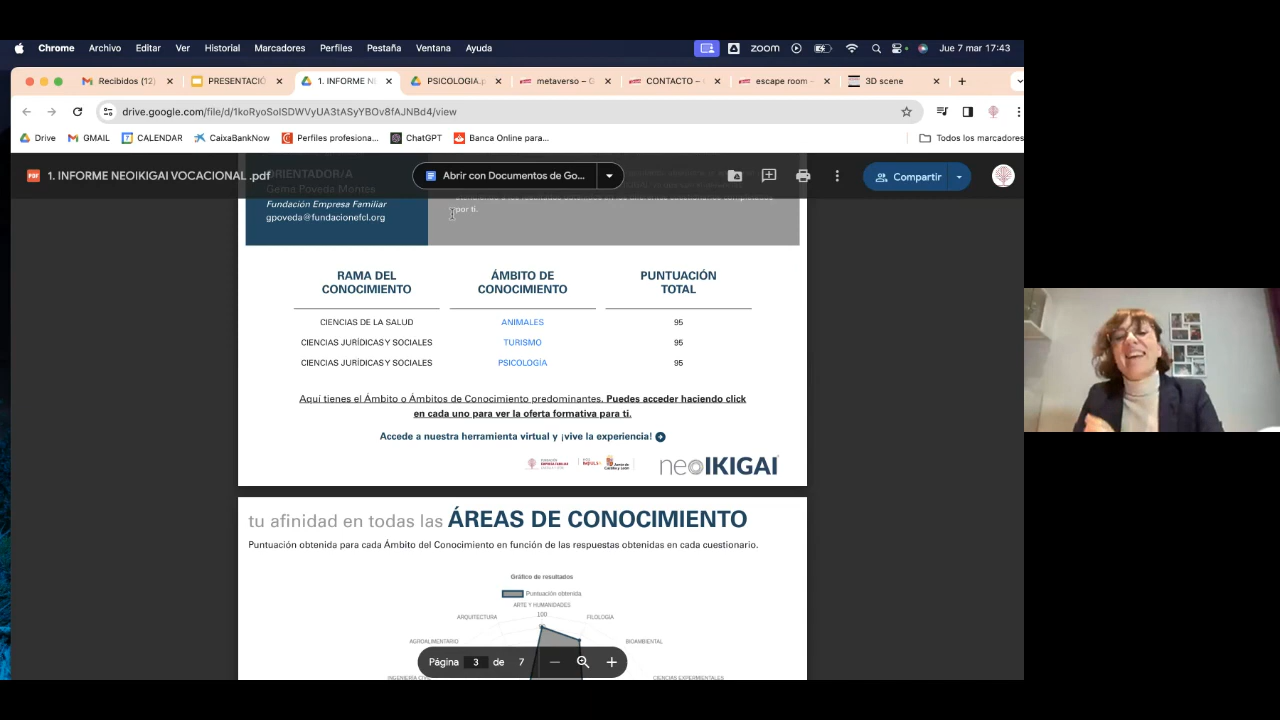 Chrome Archivo Editar Ver Historial Marcadores Perfiles Pestaña Ventana Ayuda zoom Jue 7 mar 17:43
Recibidos (12) PRESENTACIÓ 1. INFORME NE PSICOLOGIA.p metaverso – G CONTACTO – escape room – 3D scene
drive.google.com/file/d/1koRyoSoISDWVyUA3tASyYBOv8fAJNBd4/view
Drive GMAIL CALENDAR CaixaBankNow Perfiles profesiona... ChatGPT Banca Online para... Todos los marcadores
PDF 1. INFORME NEOIKIGAI VOCACIONAL .pdf Abrir con Documentos de Go... Compartir
ORIENTADOR/A
Gema Poveda Montes
Fundación Empresa Familiar
gpoveda@fundacionefcl.org
por ti.
RAMA DEL CONOCIMIENTO ÁMBITO DE CONOCIMIENTO PUNTUACIÓN TOTAL
CIENCIAS DE LA SALUD ANIMALES 95
CIENCIAS JURÍDICAS Y SOCIALES TURISMO 95
CIENCIAS JURÍDICAS Y SOCIALES PSICOLOGÍA 95
Aquí tienes el Ámbito o Ámbitos de Conocimiento predominantes. Puedes acceder haciendo click
en cada uno para ver la oferta formativa para ti.
Accede a nuestra herramienta virtual y ¡vive la experiencia!
neoIKIGAI
tu afinidad en todas las ÁREAS DE CONOCIMIENTO
Puntuación obtenida para cada Ámbito del Conocimiento en función de las respuestas obtenidas en cada cuestionario.
Gráfico de resultados
Puntuación obtenida
ARTE Y HUMANIDADES
100
ARQUITECTURA FILOLOGÍA
AGROALIMENTARIO BIOAMBIENTAL
Página 3 de 7
CIENCIAS EXPERIMENTALES